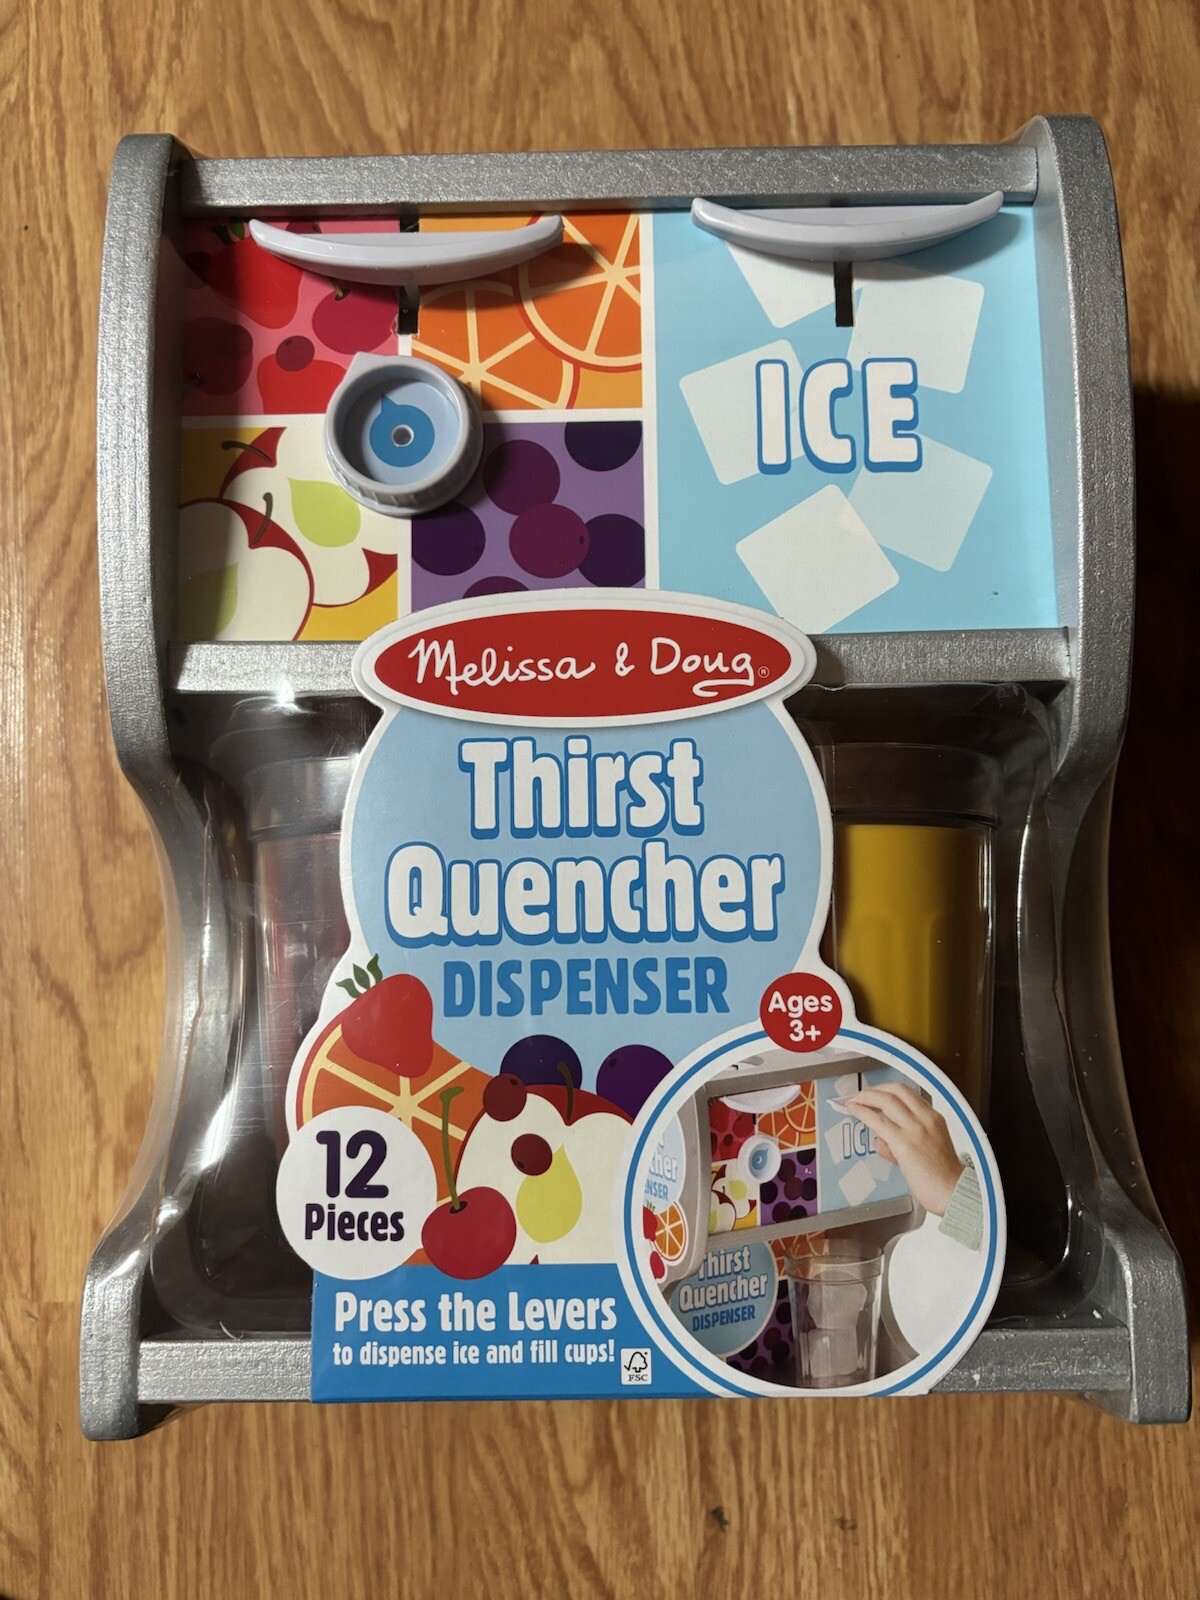 ICE
Melissa & Doug®
Thirst
Quencher
DISPENSER
Ages
3+
12
Pieces
Press the Levers
to dispense ice and fill cups!
FSC
ICE
Thirst
Quencher
DISPENSER